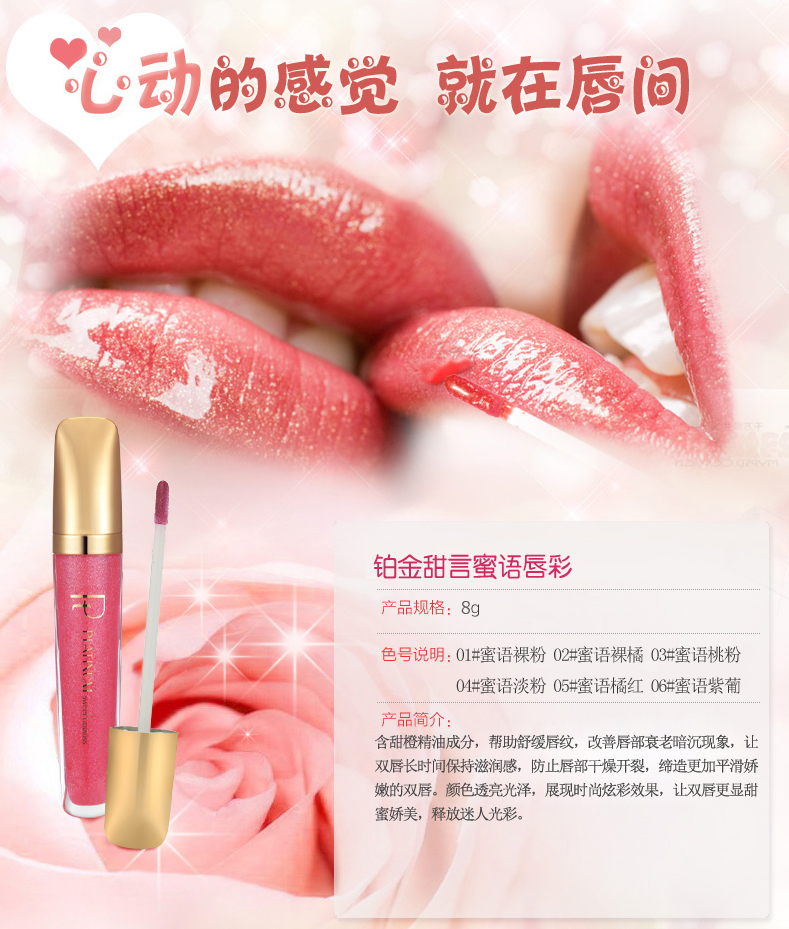 心动的感觉 就在唇间
铂金甜言蜜语唇彩
产品规格：8g
色号说明：01#蜜语裸粉 02#蜜语裸橘 03#蜜语桃粉
04#蜜语淡粉 05#蜜语橘红 06#蜜语紫葡
产品简介：
含甜橙精油成分，帮助舒缓唇纹，改善唇部衰老暗沉现象，让
双唇长时间保持滋润感，防止唇部干燥开裂，缔造更加平滑娇
嫩的双唇。颜色透亮光泽，展现时尚炫彩效果，让双唇更显甜
蜜娇美，释放迷人光彩。